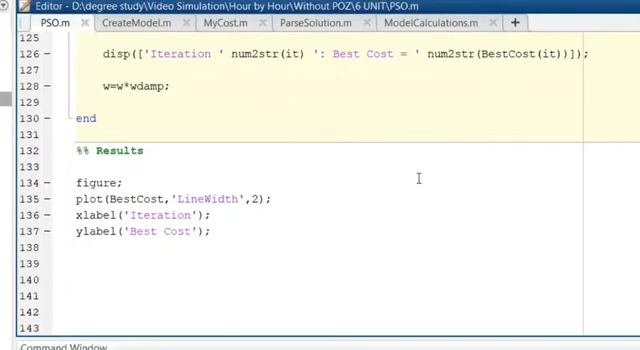 Editor - D:\degree study\Video Simulation\Hour by Hour\Without POZ\6 UNIT\PSO.m
PSO.m × CreateModel.m × MyCost.m × ParseSolution.m × ModelCalculations.m × +
125
126 – disp(['Iteration ' num2str(it) ': Best Cost = ' num2str(BestCost(it))]);
127
128 – w=w*wdamp;
129
130 – end
131
132 %% Results
133
134 – figure;
135 – plot(BestCost,'LineWidth',2);
136 – xlabel('Iteration');
137 – ylabel('Best Cost');
138
139
140
141
142
143
Command Window